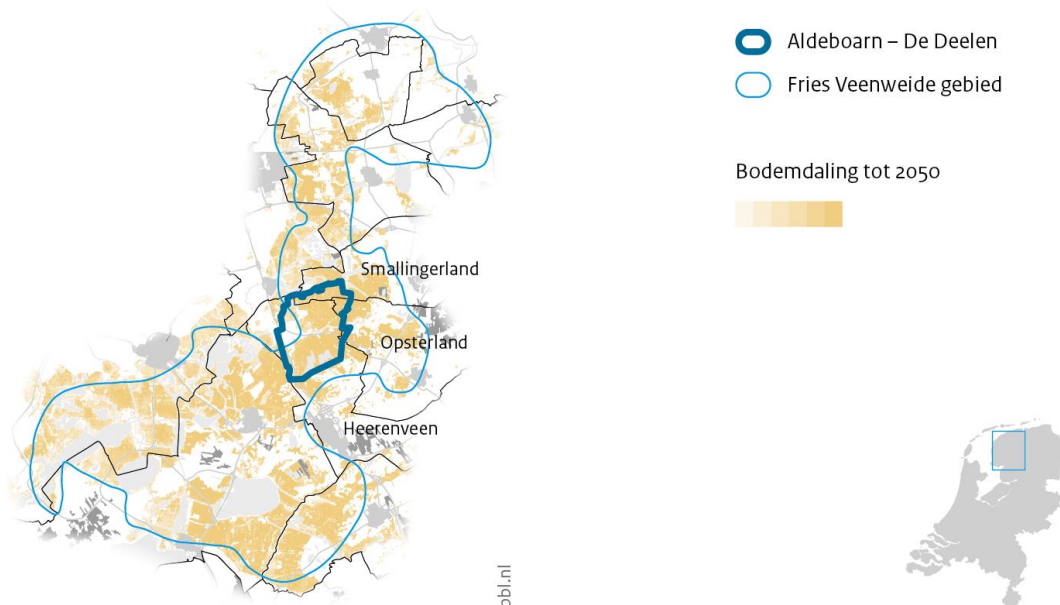 Aldeboarn – De Deelen
Fries Veenweide gebied
Bodemdaling tot 2050
Smallingerland
Opsterland
Heerenveen
pbl.nl